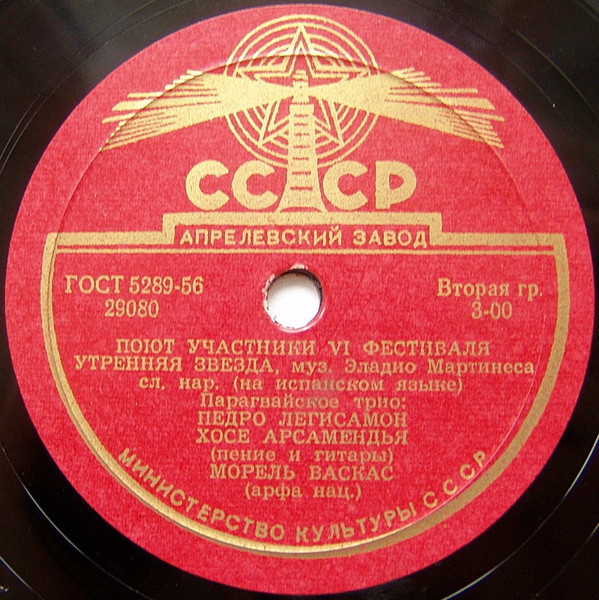 СССР
АПРЕЛЕВСКИЙ ЗАВОД
ГОСТ 5289-56
29080
Вторая гр.
3-00
ПОЮТ УЧАСТНИКИ VI ФЕСТИВАЛЯ
УТРЕННЯЯ ЗВЕЗДА, муз. Эладио Мартинеса
сл. нар. (на испанском языке)
Парагвайское трио:
ПЕДРО ЛЕГИСАМОН
ХОСЕ АРСАМЕНДЬЯ
(пение и гитары)
МОРЕЛЬ ВАСКАС
(арфа нац.)
МИНИСТЕРСТВО КУЛЬТУРЫ СССР